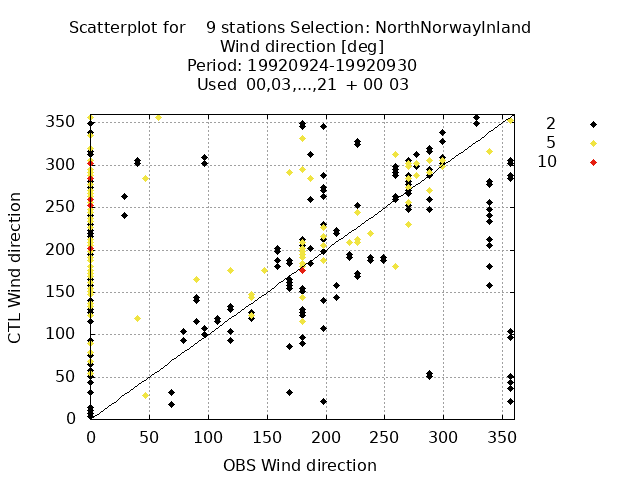 Scatterplot for 9 stations Selection: NorthNorwayInland
Wind direction [deg]
Period: 19920924-19920930
Used 00,03,...,21 + 00 03
2
5
10
CTL Wind direction
350
300
250
200
150
100
50
0
0 50 100 150 200 250 300 350
OBS Wind direction